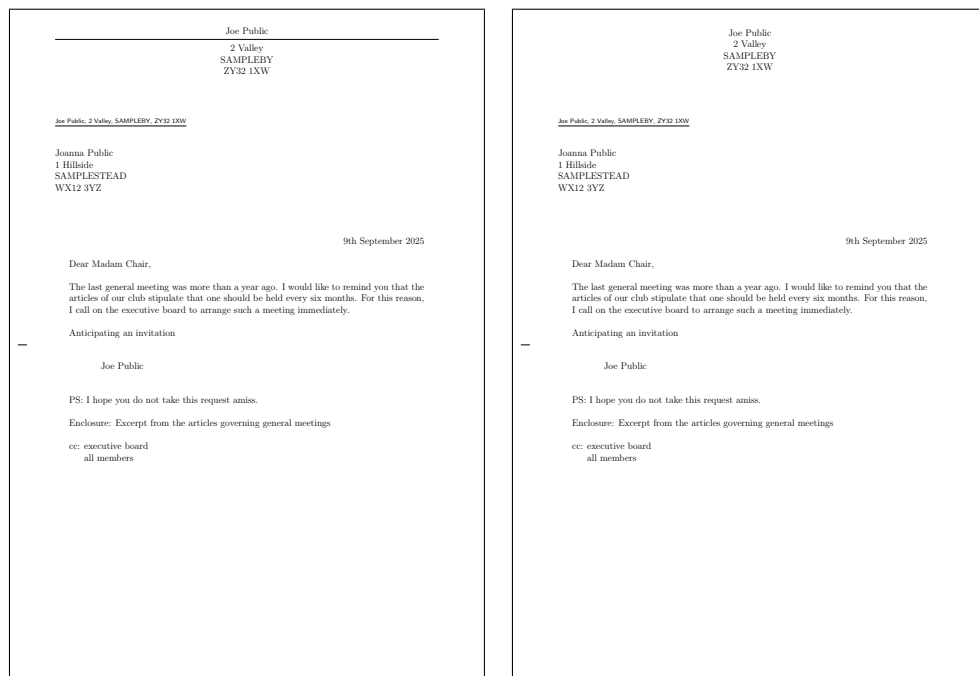 Joe Public
2 Valley
SAMPLEBY
ZY32 1XW
Joe Public, 2 Valley, SAMPLEBY, ZY32 1XW
Joanna Public
1 Hillside
SAMPLESTEAD
WX12 3YZ
9th September 2025
Dear Madam Chair,
The last general meeting was more than a year ago. I would like to remind you that the
articles of our club stipulate that one should be held every six months. For this reason,
I call on the executive board to arrange such a meeting immediately.
Anticipating an invitation
Joe Public
PS: I hope you do not take this request amiss.
Enclosure: Excerpt from the articles governing general meetings
cc: executive board
all members
Joe Public
2 Valley
SAMPLEBY
ZY32 1XW
Joe Public, 2 Valley, SAMPLEBY, ZY32 1XW
Joanna Public
1 Hillside
SAMPLESTEAD
WX12 3YZ
9th September 2025
Dear Madam Chair,
The last general meeting was more than a year ago. I would like to remind you that the
articles of our club stipulate that one should be held every six months. For this reason,
I call on the executive board to arrange such a meeting immediately.
Anticipating an invitation
Joe Public
PS: I hope you do not take this request amiss.
Enclosure: Excerpt from the articles governing general meetings
cc: executive board
all members